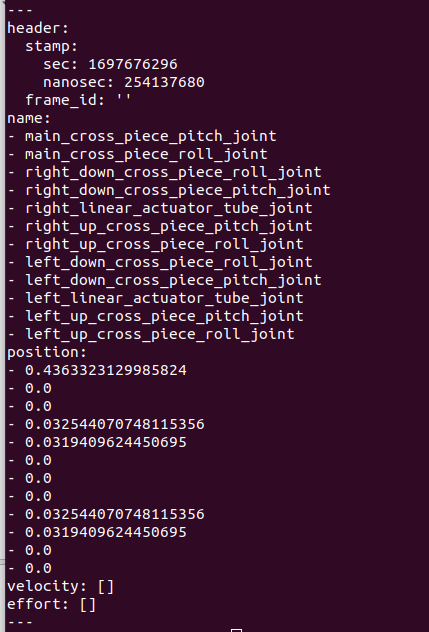 ---
header:
  stamp:
    sec: 1697676296
    nanosec: 254137680
  frame_id: ''
name:
- main_cross_piece_pitch_joint
- main_cross_piece_roll_joint
- right_down_cross_piece_roll_joint
- right_down_cross_piece_pitch_joint
- right_linear_actuator_tube_joint
- right_up_cross_piece_pitch_joint
- right_up_cross_piece_roll_joint
- left_down_cross_piece_roll_joint
- left_down_cross_piece_pitch_joint
- left_linear_actuator_tube_joint
- left_up_cross_piece_pitch_joint
- left_up_cross_piece_roll_joint
position:
- 0.4363323129985824
- 0.0
- 0.0
- 0.032544070748115356
- 0.0319409624450695
- 0.0
- 0.0
- 0.0
- 0.032544070748115356
- 0.0319409624450695
- 0.0
- 0.0
velocity: []
effort: []
---